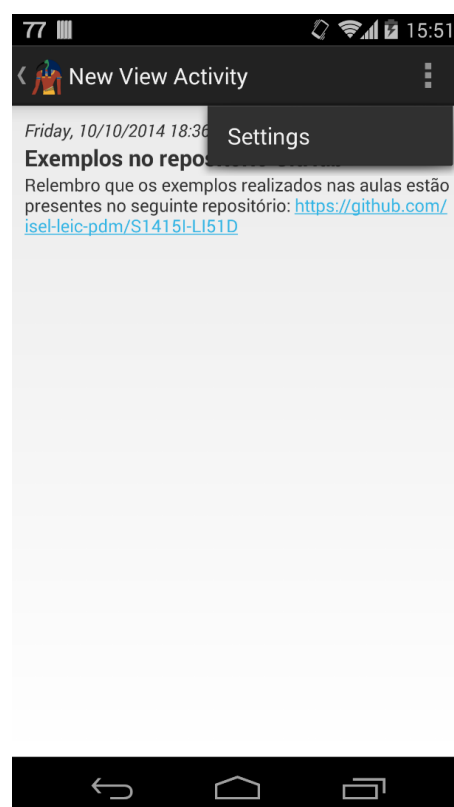 77 15:51
New View Activity
Settings
Friday, 10/10/2014 18:36
Exemplos no
Relembro que os exemplos realizados nas aulas estão
presentes no seguinte repositório: https://github.com/
isel-leic-pdm/S1415I-LI51D